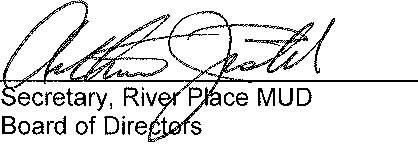 Secretary, River Place MUD
Board of Directors